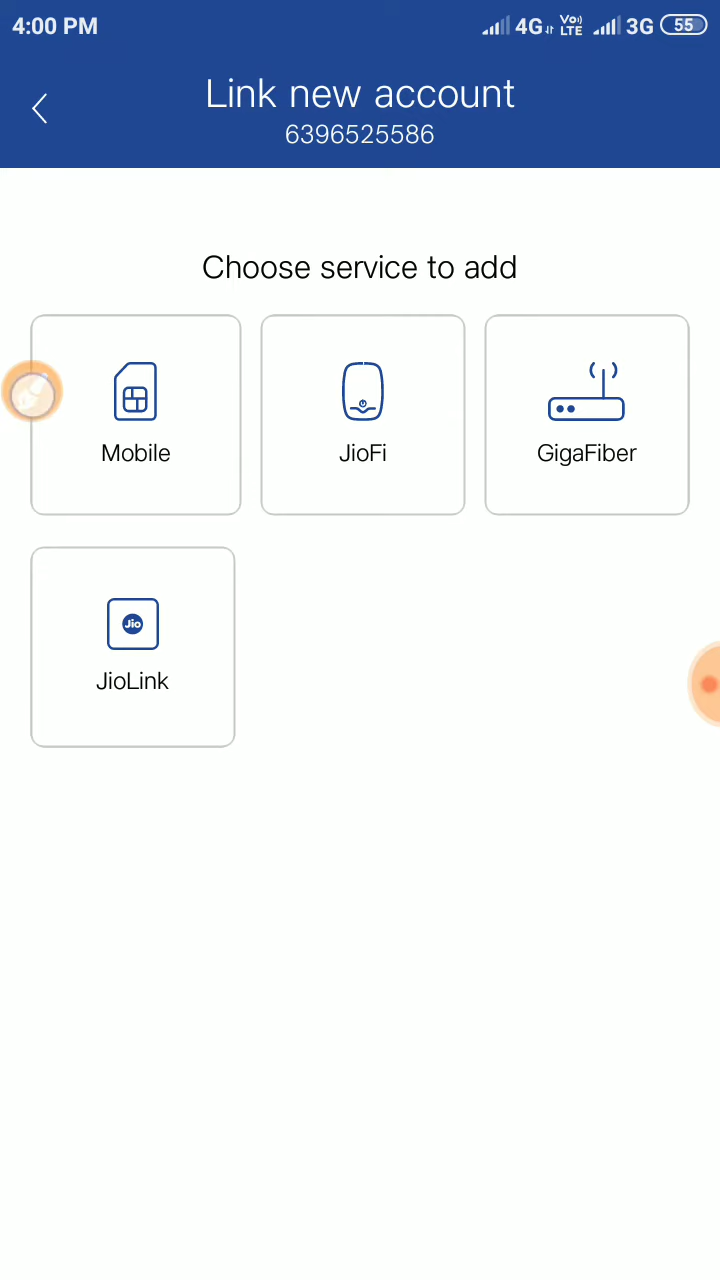 4:00 PM 4G Vo) LTE 3G 55
Link new account
6396525586
Choose service to add
Mobile JioFi GigaFiber
Jio
JioLink